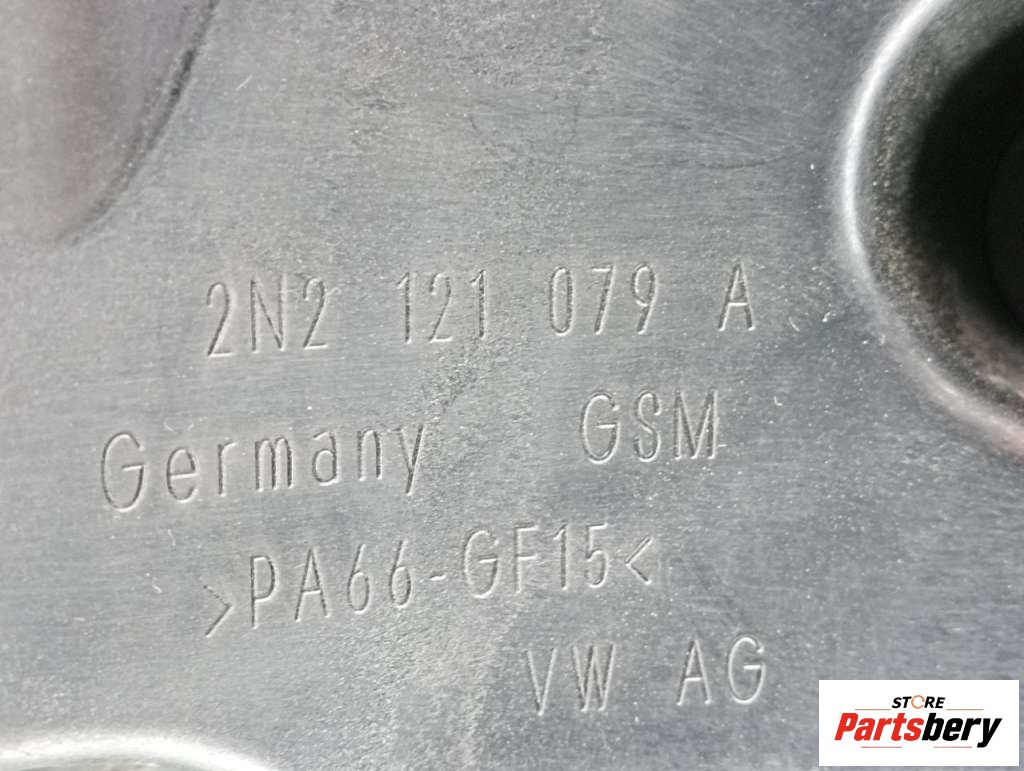 2N2 121 079 A
Germany GSM
>PA66-GF15<
VW AG
STORE
Partsbery